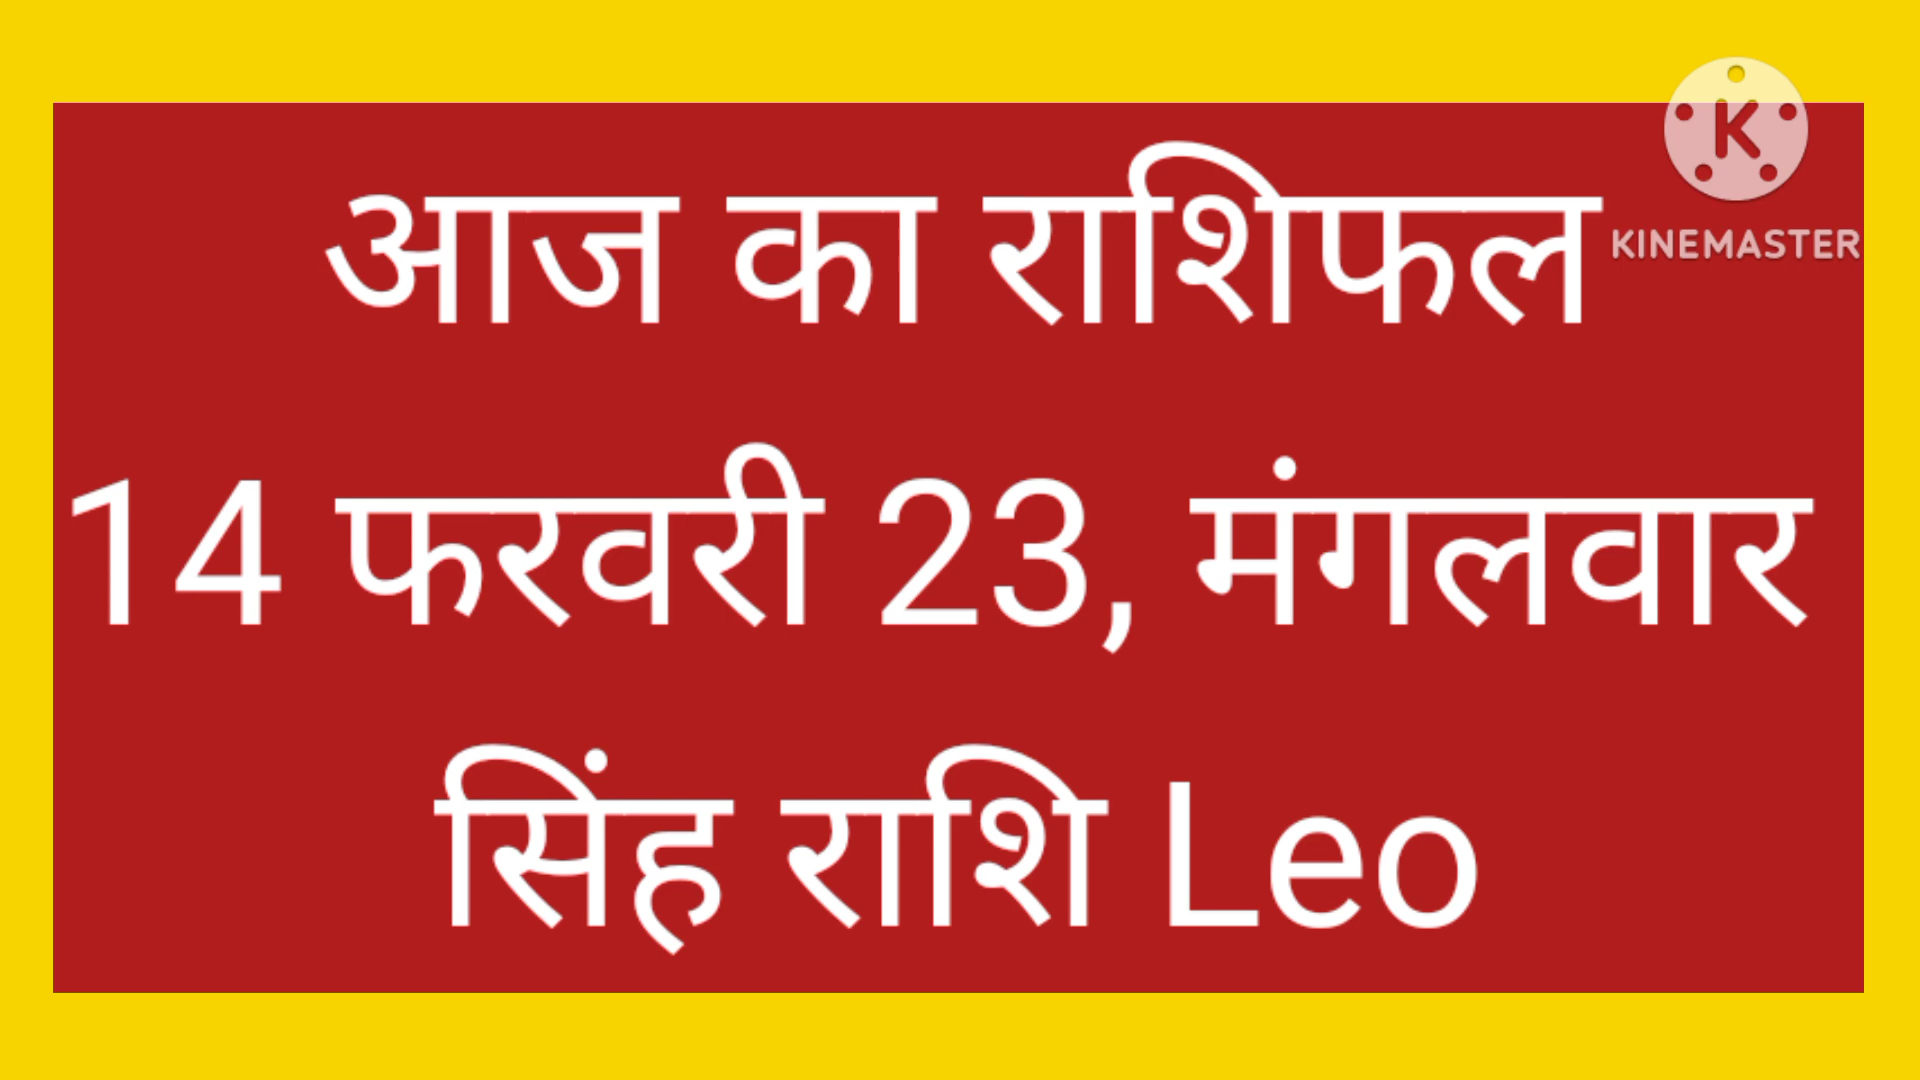 आज का राशिफल
K
KINEMASTER
14 फरवरी 23, मंगलवार
सिंह राशि Leo